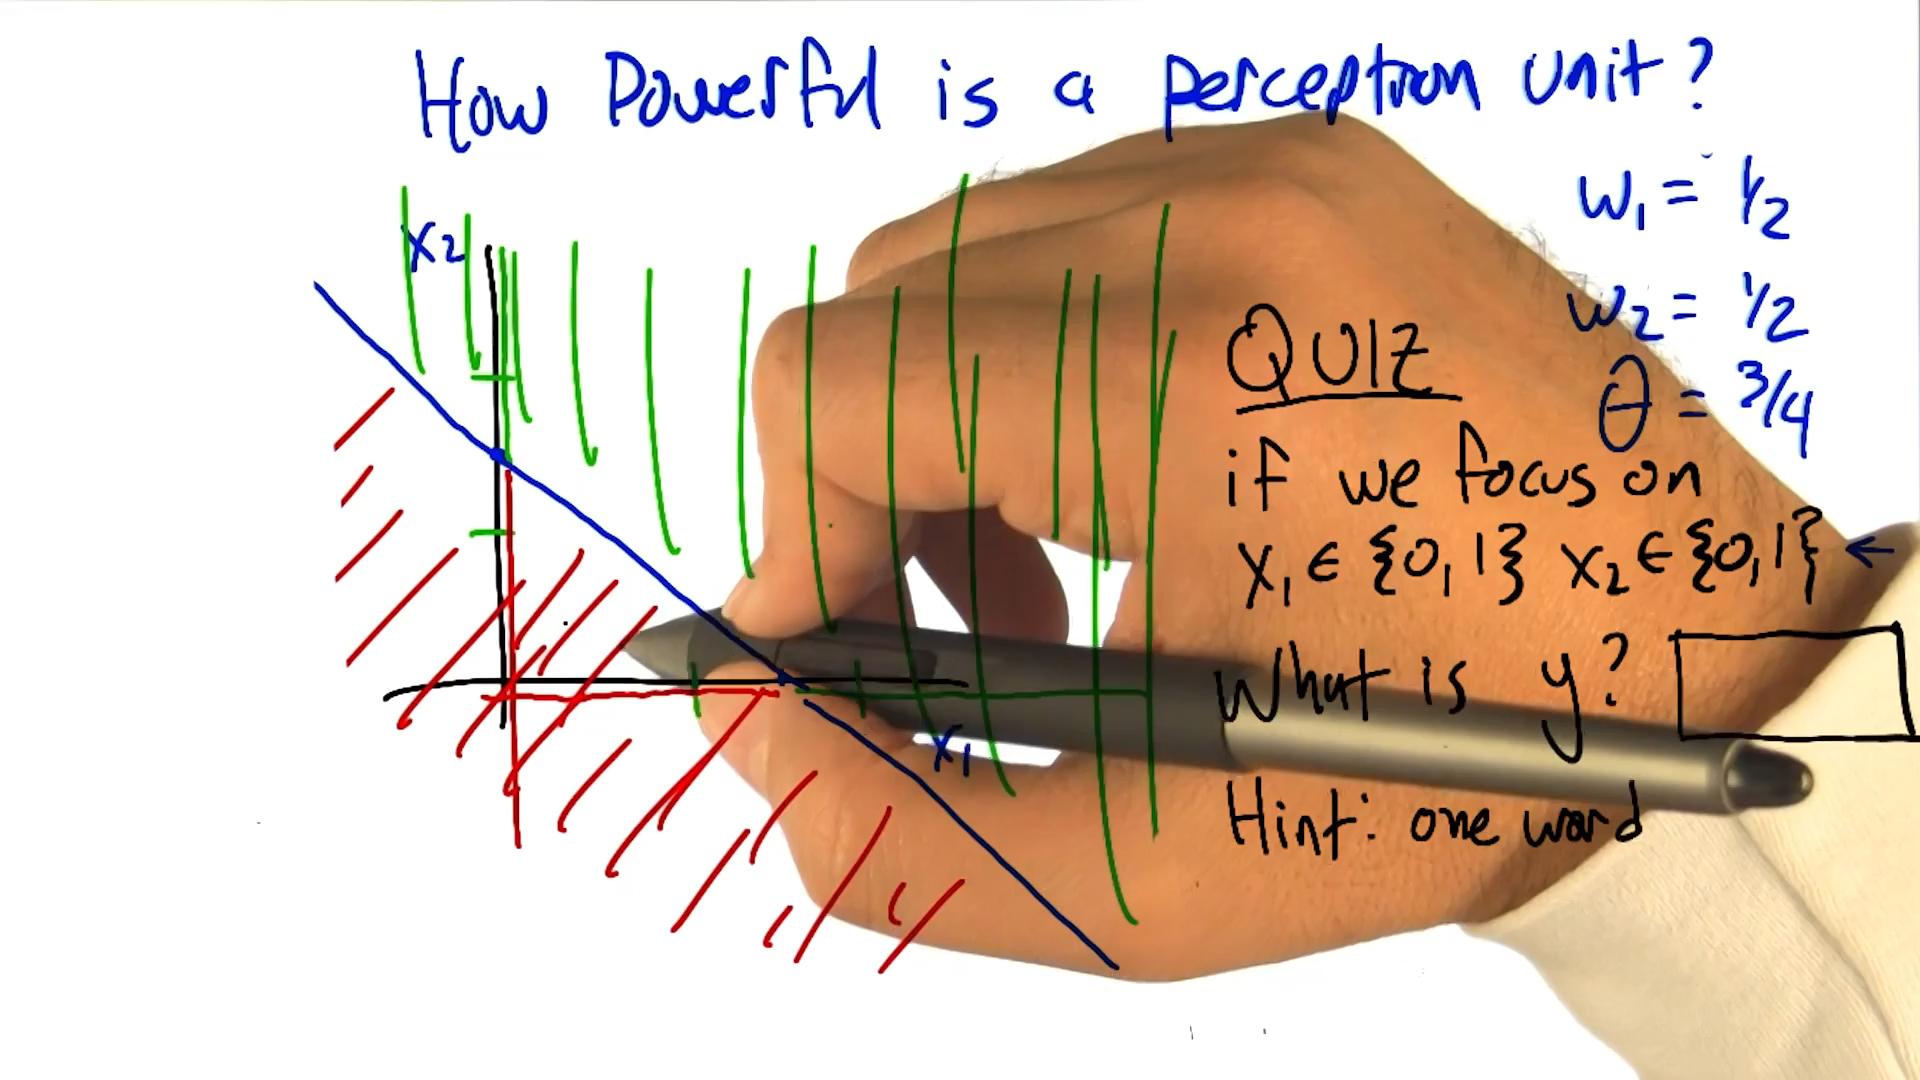 How Powerful is a perceptron unit?
w1 = 1/2
w2 = 1/2
θ = 3/4
x2
x1
QUIZ
if we focus on
x1 ∈ {0,1} x2 ∈ {0,1} ←
What is y?
Hint: one word